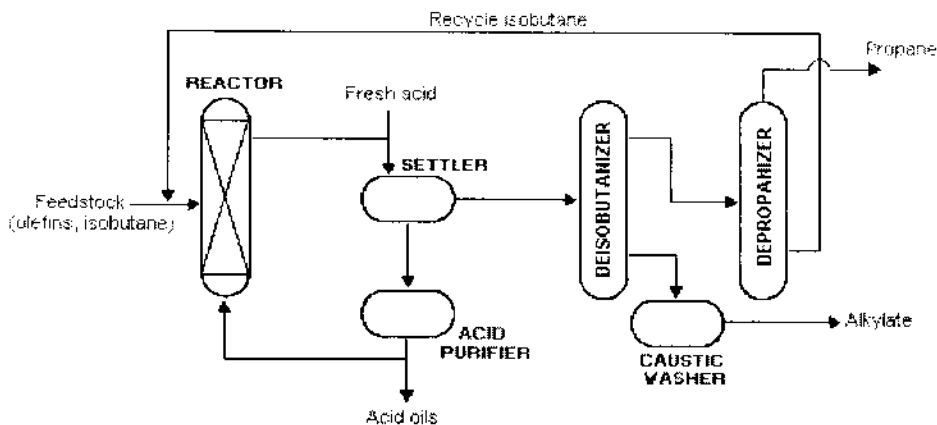 Recycle isobutane
Propane
REACTOR
Fresh acid
SETTLER
Feedstock
(olefins, isobutane)
DEISOBUTANIZER
DEPROPANIZER
ACID
PURIFIER
Alkylate
CAUSTIC
WASHER
Acid oils